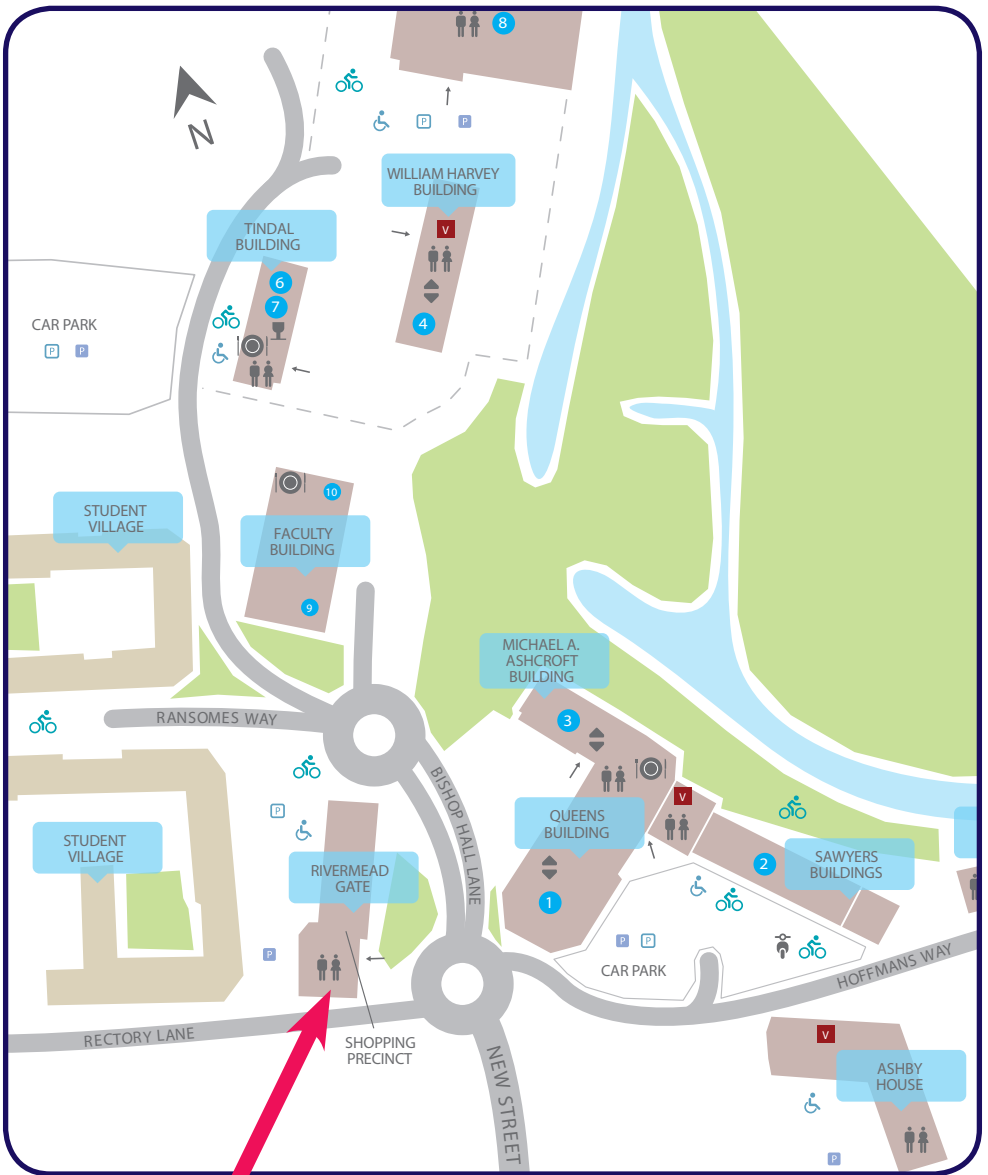 8
N
P P
WILLIAM HARVEY
BUILDING
V
TINDAL
BUILDING
6
7
4
CAR PARK
P P
10
STUDENT
VILLAGE
FACULTY
BUILDING
9
MICHAEL A.
ASHCROFT
BUILDING
3
RANSOMES WAY
BISHOP HALL LANE
V
P
QUEENS
BUILDING
STUDENT
VILLAGE
2
SAWYERS
BUILDINGS
RIVERMEAD
GATE
1
P
P P
CAR PARK
HOFFMANS WAY
RECTORY LANE
SHOPPING
PRECINCT
NEW STREET
V
ASHBY
HOUSE
P